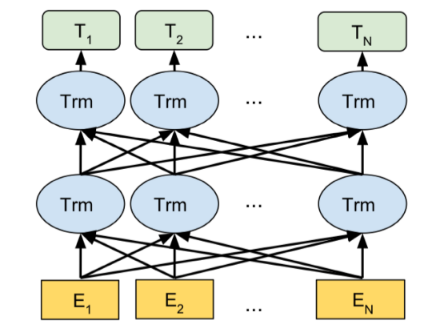 T1 T2 ... TN
Trm Trm ... Trm
Trm Trm ... Trm
E1 E2 ... EN